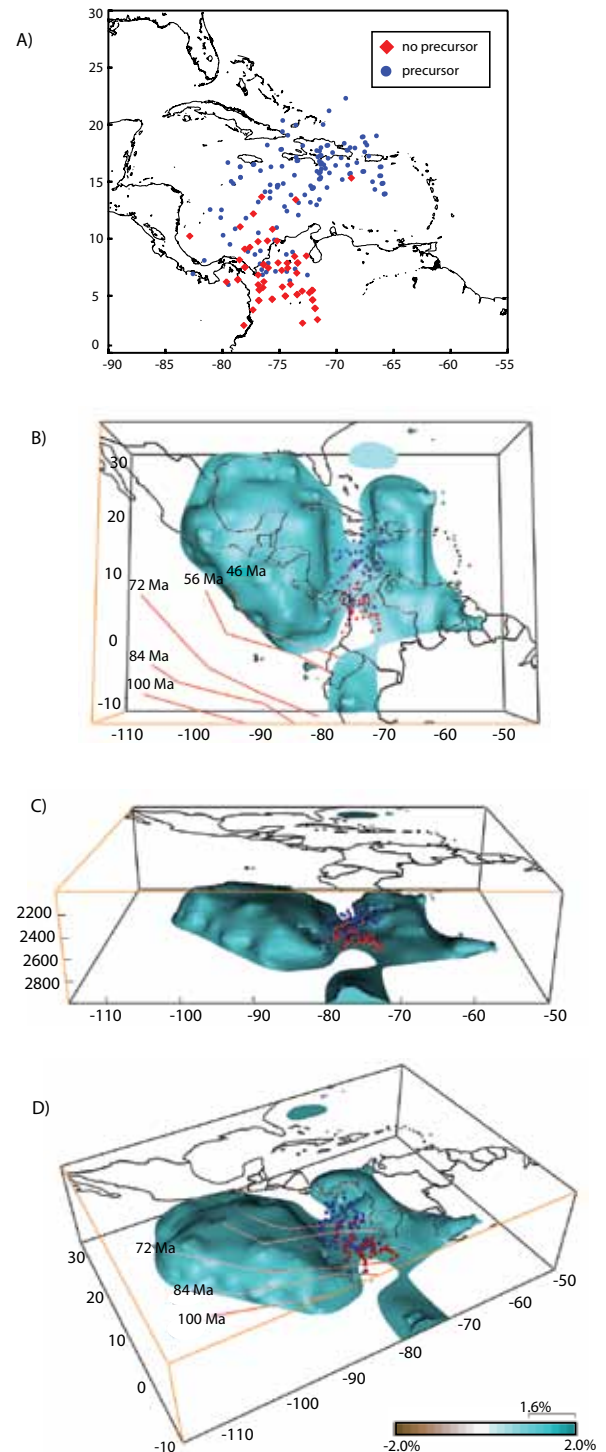 A)
30
25
20
15
10
5
0
no precursor
precursor
-90 -85 -80 -75 -70 -65 -60 -55
B)
30
20
10
0
-10
72 Ma
56 Ma
46 Ma
84 Ma
100 Ma
-110 -100 -90 -80 -70 -60 -50
C)
2200
2400
2600
2800
-110 -100 -90 -80 -70 -60 -50
D)
72 Ma
84 Ma
100 Ma
30
20
10
0
-10
-110
-100
-90
-80
-70
-60
-50
1.6%
-2.0% 2.0%